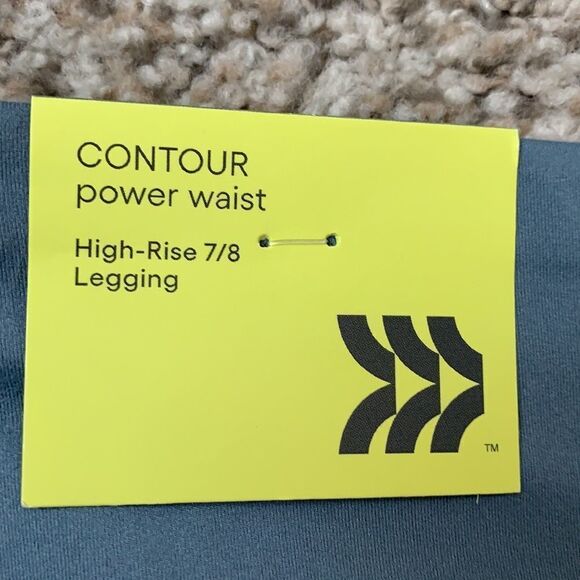 CONTOUR
power waist
High-Rise 7/8
Legging
TM